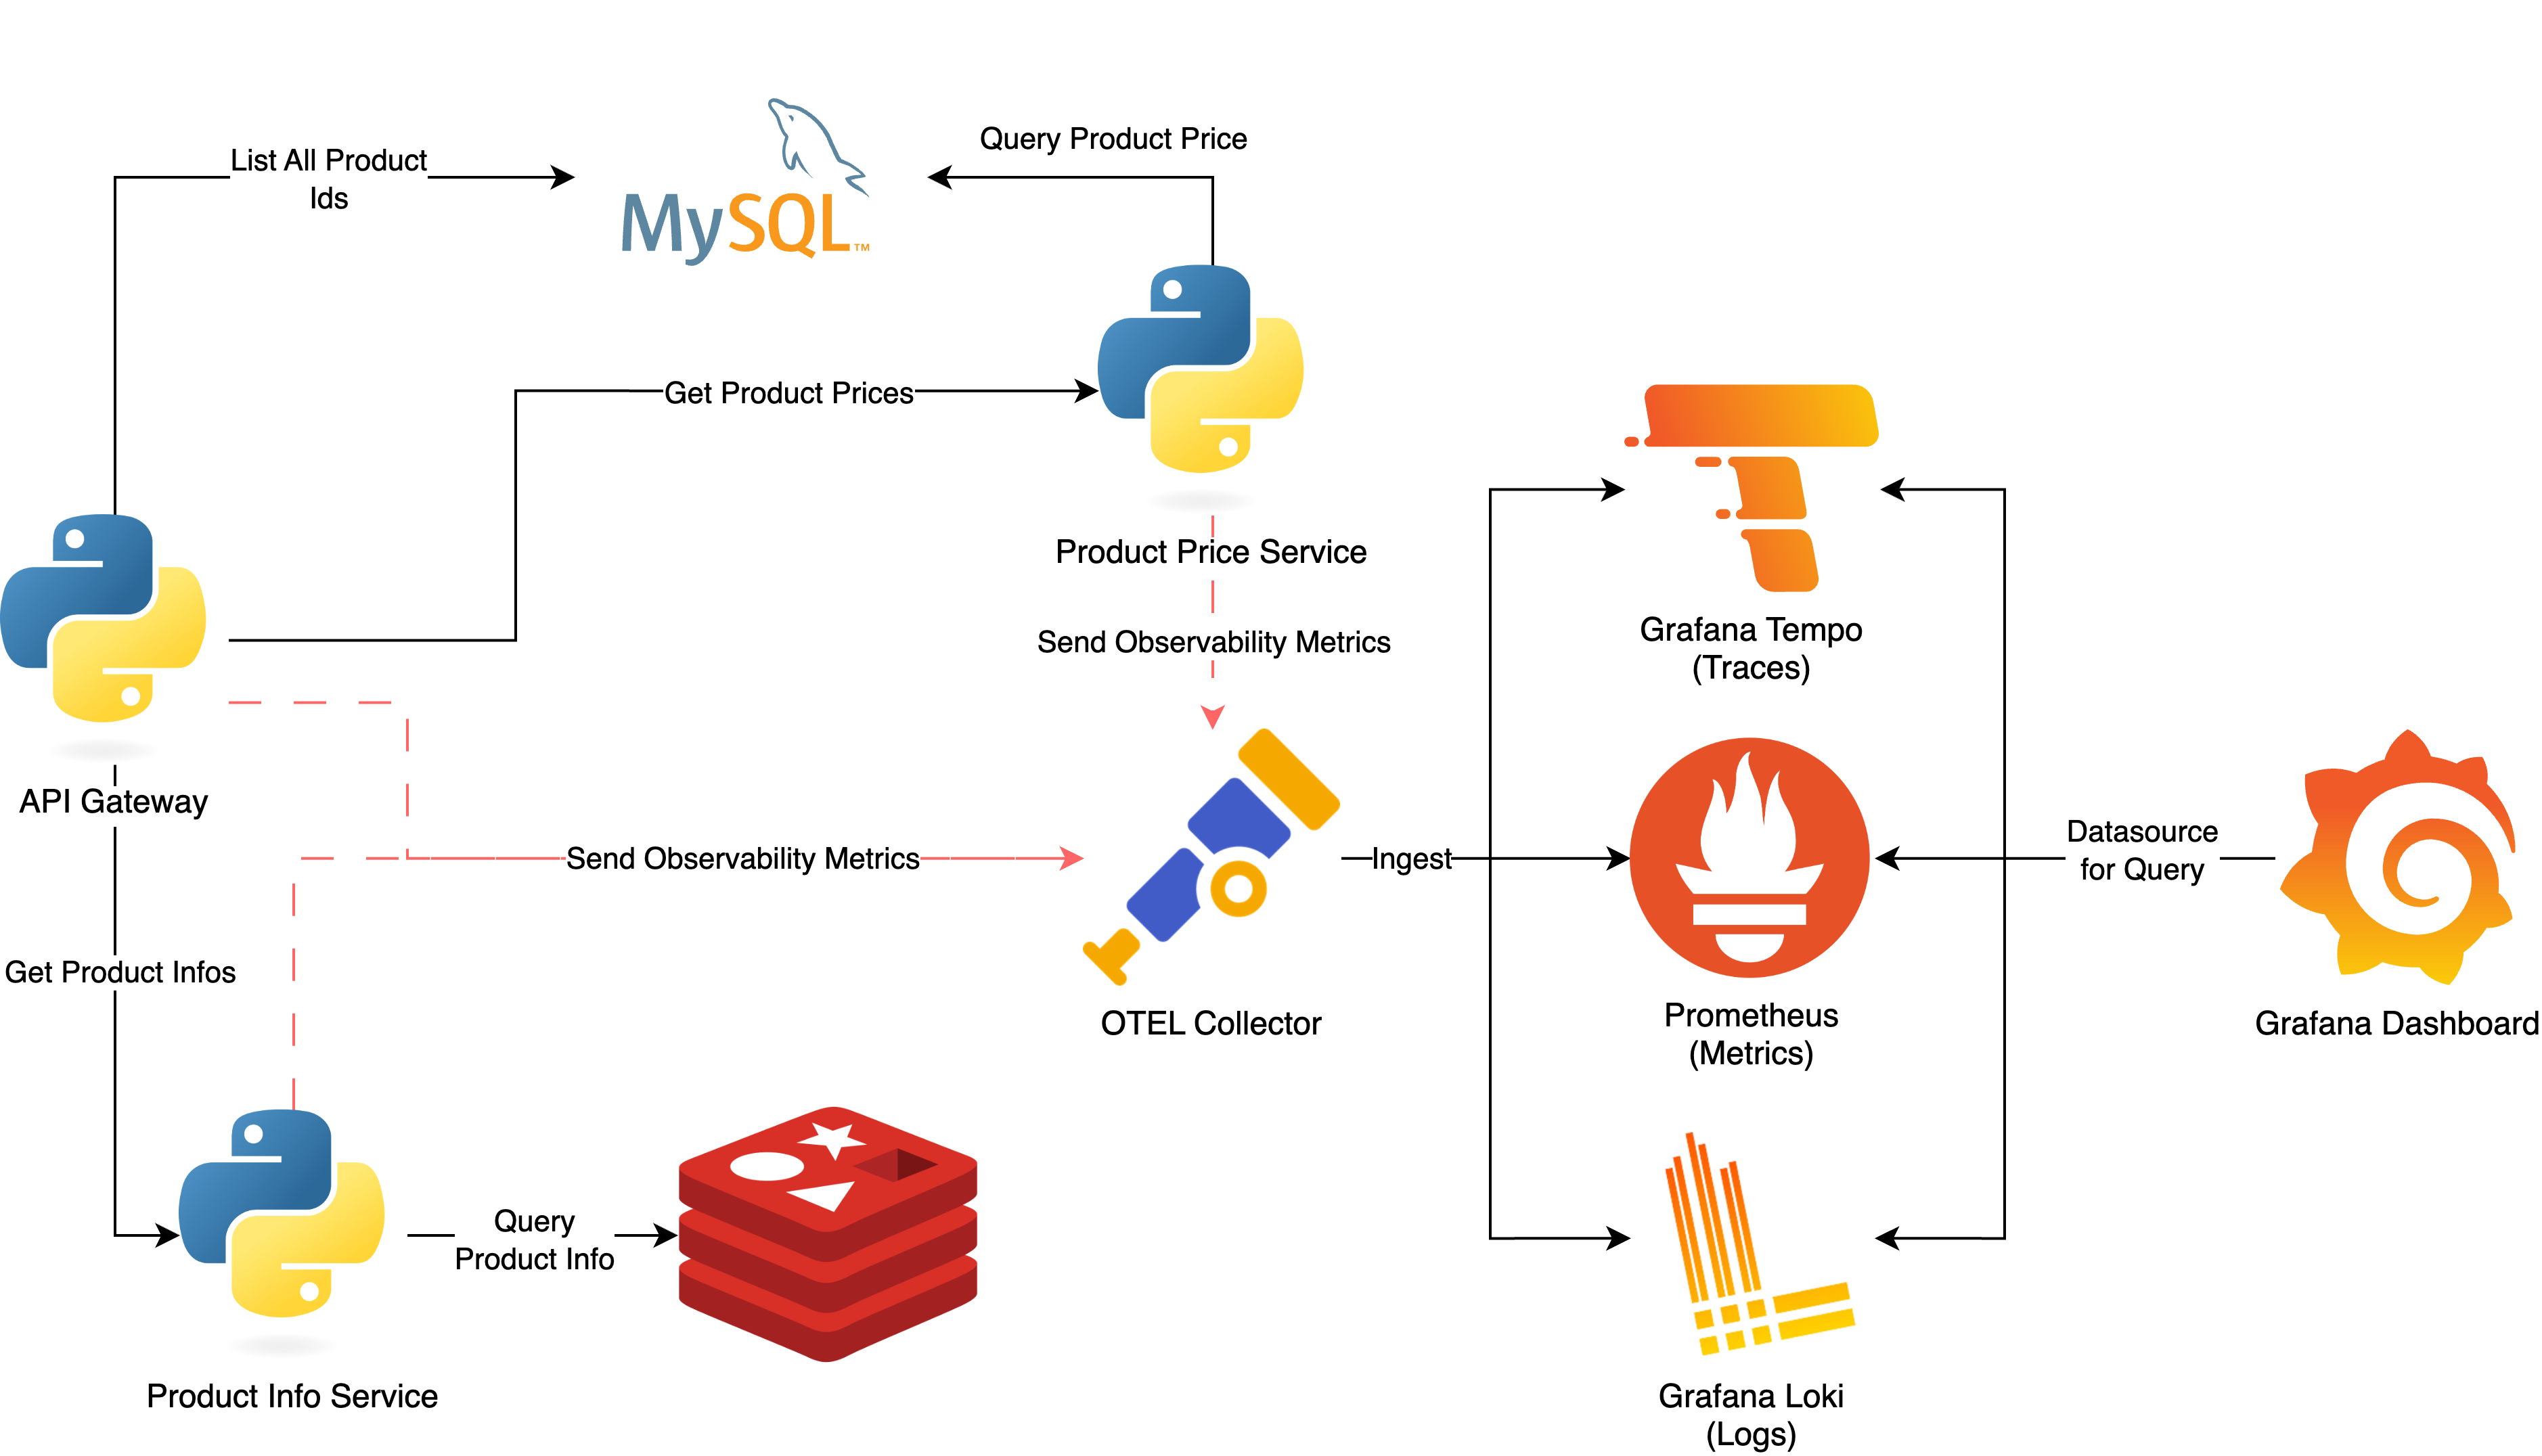 Query Product Price
List All Product
Ids
MySQL™
Get Product Prices
Product Price Service
Send Observability Metrics
Grafana Tempo
(Traces)
API Gateway
Send Observability Metrics
Ingest
Datasource
for Query
Get Product Infos
OTEL Collector
Prometheus
(Metrics)
Grafana Dashboard
Query
Product Info
Product Info Service
Grafana Loki
(Logs)